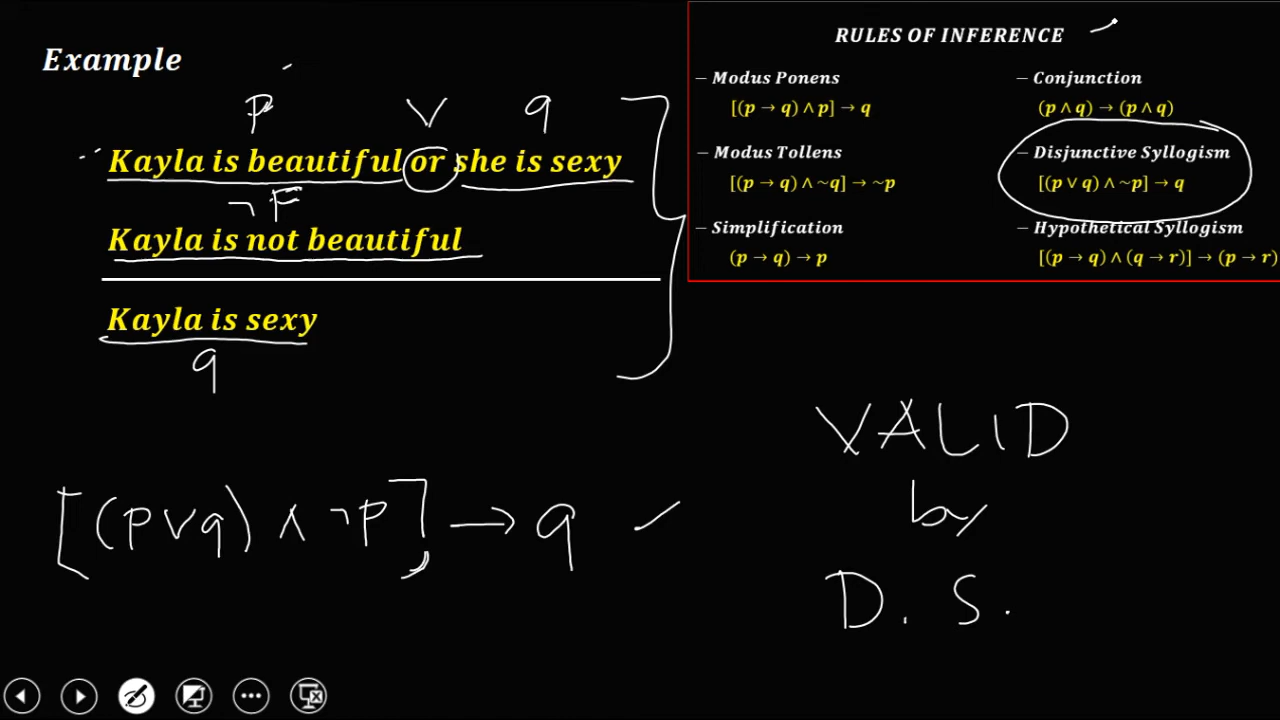 Example
p ∨ q
Kayla is beautiful or she is sexy
¬ P
Kayla is not beautiful
Kayla is sexy
q
[(p∨q) ∧ ¬P] → q
RULES OF INFERENCE
– Modus Ponens
[(p → q) ∧ p] → q
– Modus Tollens
[(p → q) ∧ ~q] → ~p
– Simplification
(p → q) → p
– Conjunction
(p ∧ q) → (p ∧ q)
– Disjunctive Syllogism
[(p ∨ q) ∧ ~p] → q
– Hypothetical Syllogism
[(p → q) ∧ (q → r)] → (p → r)
VALID
by
D. S.